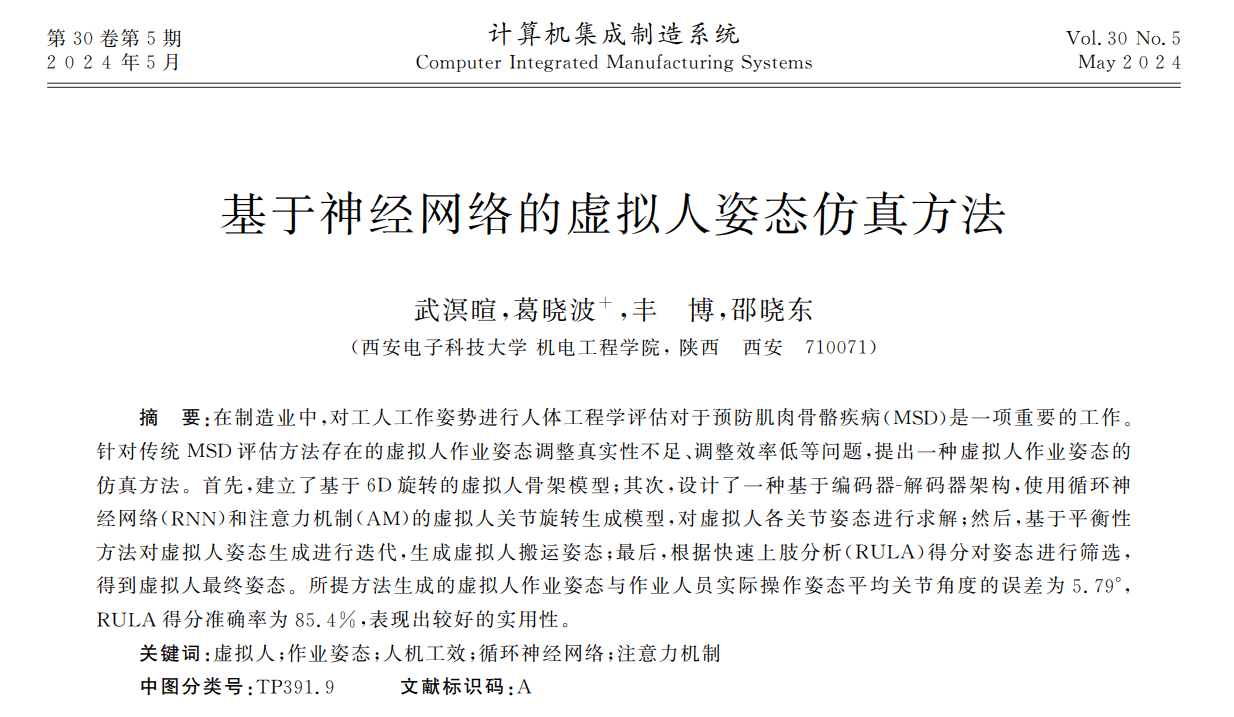 第 30 卷第 5 期
计算机集成制造系统
Vol. 30 No. 5
2 0 2 4 年 5 月
Computer Integrated Manufacturing Systems
May 2 0 2 4
基于神经网络的虚拟人姿态仿真方法
武溟暄,葛晓波+,丰　博,邵晓东
(西安电子科技大学 机电工程学院, 陕西　西安　710071)
摘　要:在制造业中,对工人工作姿势进行人体工程学评估对于预防肌肉骨骼疾病(MSD)是一项重要的工作。
针对传统 MSD 评估方法存在的虚拟人作业姿态调整真实性不足、调整效率低等问题,提出一种虚拟人作业姿态的
仿真方法。首先,建立了基于 6D 旋转的虚拟人骨架模型;其次,设计了一种基于编码器-解码器架构,使用循环神
经网络(RNN)和注意力机制(AM)的虚拟人关节旋转生成模型,对虚拟人各关节姿态进行求解;然后,基于平衡性
方法对虚拟人姿态生成进行迭代,生成虚拟人搬运姿态;最后,根据快速上肢分析(RULA)得分对姿态进行筛选,
得到虚拟人最终姿态。所提方法生成的虚拟人作业姿态与作业人员实际操作姿态平均关节角度的误差为 5. 79°,
RULA 得分准确率为 85. 4%,表现出较好的实用性。
关键词:虚拟人;作业姿态;人机工效;循环神经网络;注意力机制
中图分类号:TP391. 9　　文献标识码:A